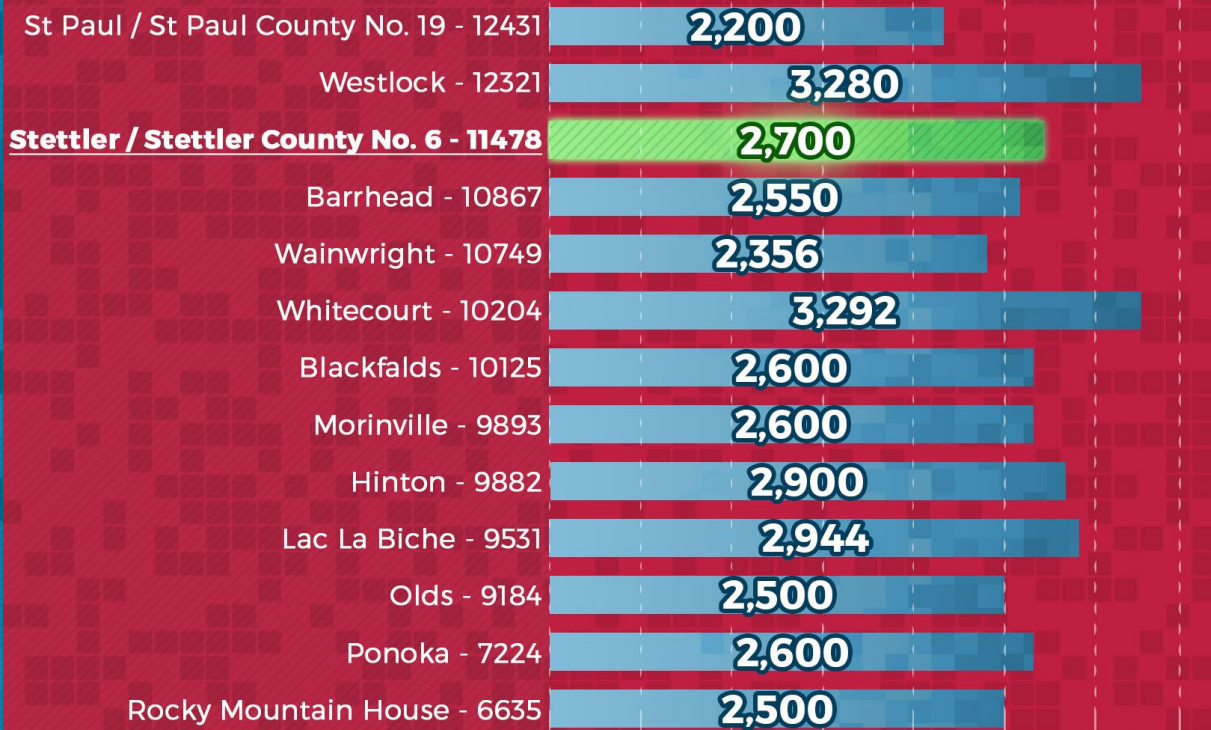 St Paul / St Paul County No. 19 - 12431 2,200
Westlock - 12321 3,280
Stettler / Stettler County No. 6 - 11478 2,700
Barrhead - 10867 2,550
Wainwright - 10749 2,356
Whitecourt - 10204 3,292
Blackfalds - 10125 2,600
Morinville - 9893 2,600
Hinton - 9882 2,900
Lac La Biche - 9531 2,944
Olds - 9184 2,500
Ponoka - 7224 2,600
Rocky Mountain House - 6635 2,500